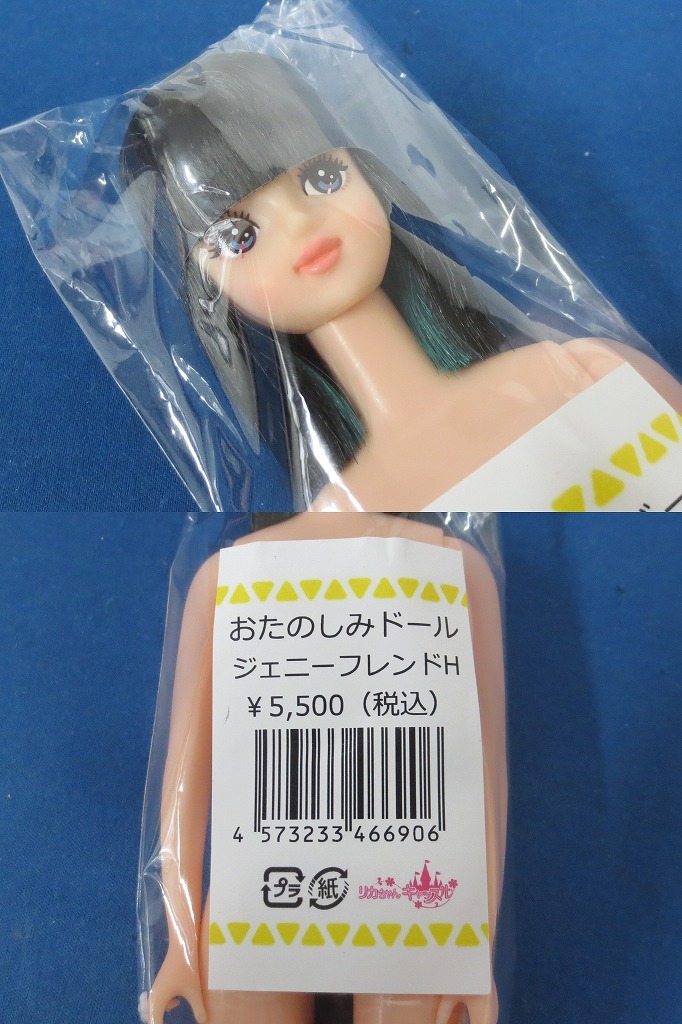 おたのしみドール
ジェニーフレンドH
¥5,500（税込）
4 573233 466906
プラ
紙
リカちゃんキャッスル